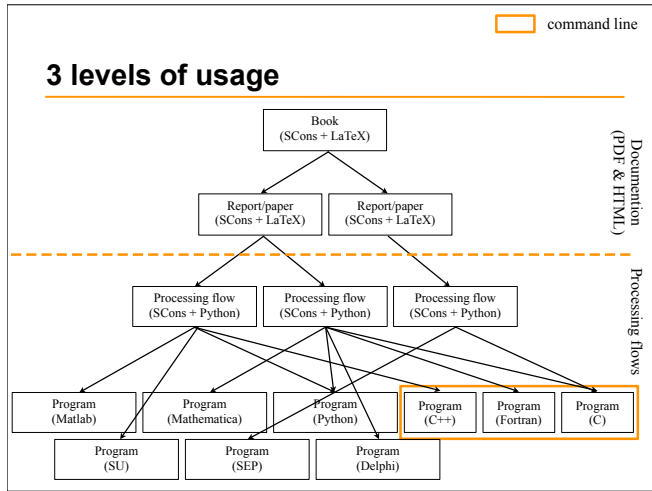 command line
3 levels of usage
Book
(SCons + LaTeX)
Report/paper
(SCons + LaTeX)
Report/paper
(SCons + LaTeX)
Documention
(PDF & HTML)
Processing flow
(SCons + Python)
Processing flow
(SCons + Python)
Processing flow
(SCons + Python)
Processing flows
Program
(Matlab)
Program
(Mathematica)
Program
(Python)
Program
(C++)
Program
(Fortran)
Program
(C)
Program
(SU)
Program
(SEP)
Program
(Delphi)